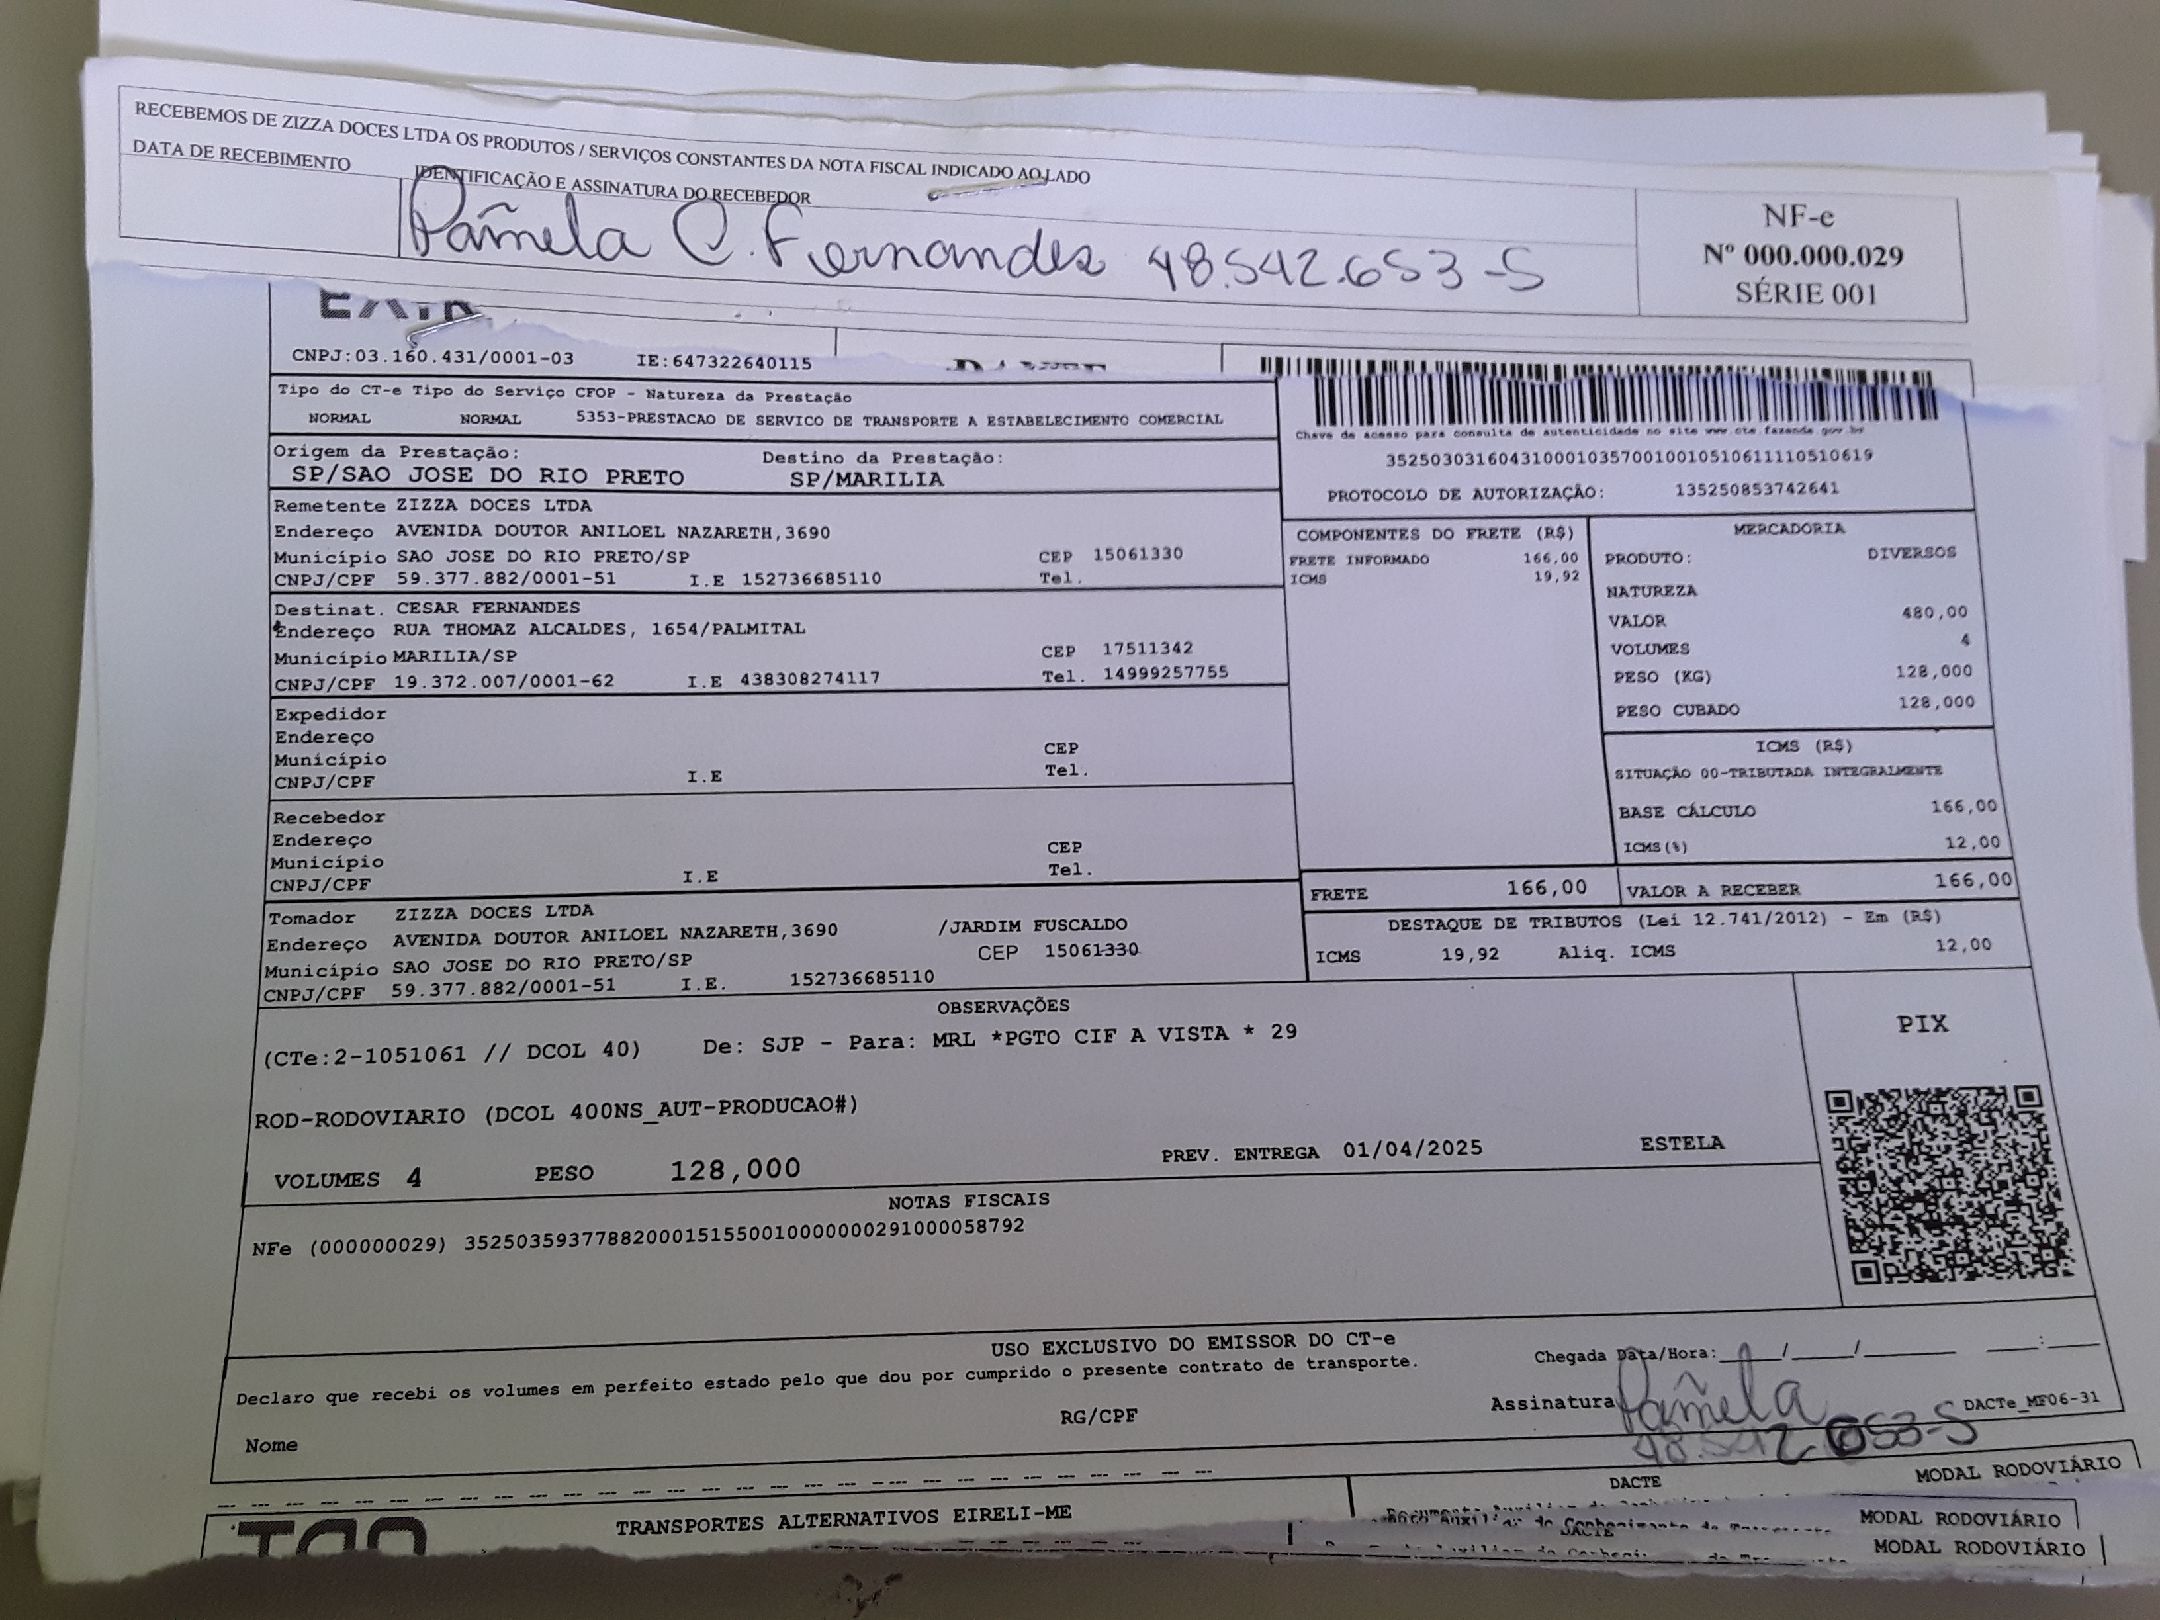 RECEBEMOS DE ZIZZA DOCES LTDA OS PRODUTOS / SERVIÇOS CONSTANTES DA NOTA FISCAL INDICADO AO LADO
DATA DE RECEBIMENTO IDENTIFICAÇÃO E ASSINATURA DO RECEBEDOR
Pâmela C. Fernandes 48.542.653-5
NF-e
Nº 000.000.029
SÉRIE 001
CNPJ:03.160.431/0001-03 IE:647322640115
Tipo do CT-e Tipo do Serviço CFOP - Natureza da Prestação
NORMAL NORMAL 5353-PRESTACAO DE SERVICO DE TRANSPORTE A ESTABELECIMENTO COMERCIAL
Chave de acesso para consulta de autenticidade no site www.cte.fazenda.gov.br
35250303160431000103570010010510611110510619
PROTOCOLO DE AUTORIZAÇÃO: 135250853742641
Origem da Prestação: Destino da Prestação:
SP/SAO JOSE DO RIO PRETO SP/MARILIA
Remetente ZIZZA DOCES LTDA
Endereço AVENIDA DOUTOR ANILOEL NAZARETH,3690
Município SAO JOSE DO RIO PRETO/SP CEP 15061330
CNPJ/CPF 59.377.882/0001-51 I.E 152736685110 Tel.
Destinat. CESAR FERNANDES
Endereço RUA THOMAZ ALCALDES, 1654/PALMITAL
Município MARILIA/SP CEP 17511342
CNPJ/CPF 19.372.007/0001-62 I.E 438308274117 Tel. 14999257755
Expedidor
Endereço
Município CEP
CNPJ/CPF I.E Tel.
Recebedor
Endereço
Município CEP
CNPJ/CPF I.E Tel.
Tomador ZIZZA DOCES LTDA
Endereço AVENIDA DOUTOR ANILOEL NAZARETH,3690 /JARDIM FUSCALDO
Município SAO JOSE DO RIO PRETO/SP CEP 15061330
CNPJ/CPF 59.377.882/0001-51 I.E. 152736685110
COMPONENTES DO FRETE (R$)
FRETE INFORMADO 166,00
ICMS 19,92
MERCADORIA
PRODUTO: DIVERSOS
NATUREZA
VALOR 480,00
VOLUMES 4
PESO (KG) 128,000
PESO CUBADO 128,000
ICMS (R$)
SITUAÇÃO 00-TRIBUTADA INTEGRALMENTE
BASE CÁLCULO 166,00
ICMS(%) 12,00
FRETE 166,00 VALOR A RECEBER 166,00
DESTAQUE DE TRIBUTOS (Lei 12.741/2012) - Em (R$)
ICMS 19,92 Aliq. ICMS 12,00
OBSERVAÇÕES
(CTe:2-1051061 // DCOL 40) De: SJP - Para: MRL *PGTO CIF A VISTA * 29
PIX
ROD-RODOVIARIO (DCOL 400NS_AUT-PRODUCAO#)
VOLUMES 4 PESO 128,000 PREV. ENTREGA 01/04/2025 ESTELA
NOTAS FISCAIS
NFe (000000029) 35250359377882000151550010000000291000058792
USO EXCLUSIVO DO EMISSOR DO CT-e
Declaro que recebi os volumes em perfeito estado pelo que dou por cumprido o presente contrato de transporte.
Chegada Data/Hora:____/____/______ ___:___
Nome RG/CPF Assinatura Pâmela
48.542.653-5
DACTe_MF06-31
TRANSPORTES ALTERNATIVOS EIRELI-ME
DACTE
MODAL RODOVIÁRIO
MODAL RODOVIÁRIO
MODAL RODOVIÁRIO